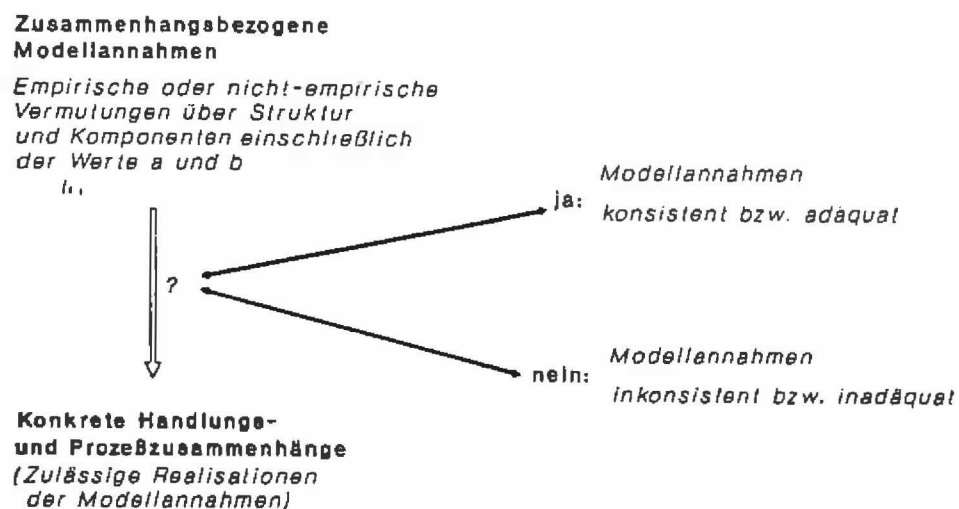 Zusammenhangsbezogene
Modellannahmen
Empirische oder nicht-empirische
Vermutungen über Struktur
und Komponenten einschließlich
der Werte a und b
?
ja:
Modellannahmen
konsistent bzw. adäquat
nein:
Modellannahmen
inkonsistent bzw. inadäquat
Konkrete Handlungs-
und Prozeßzusammenhänge
(Zulässige Realisationen
der Modellannahmen)